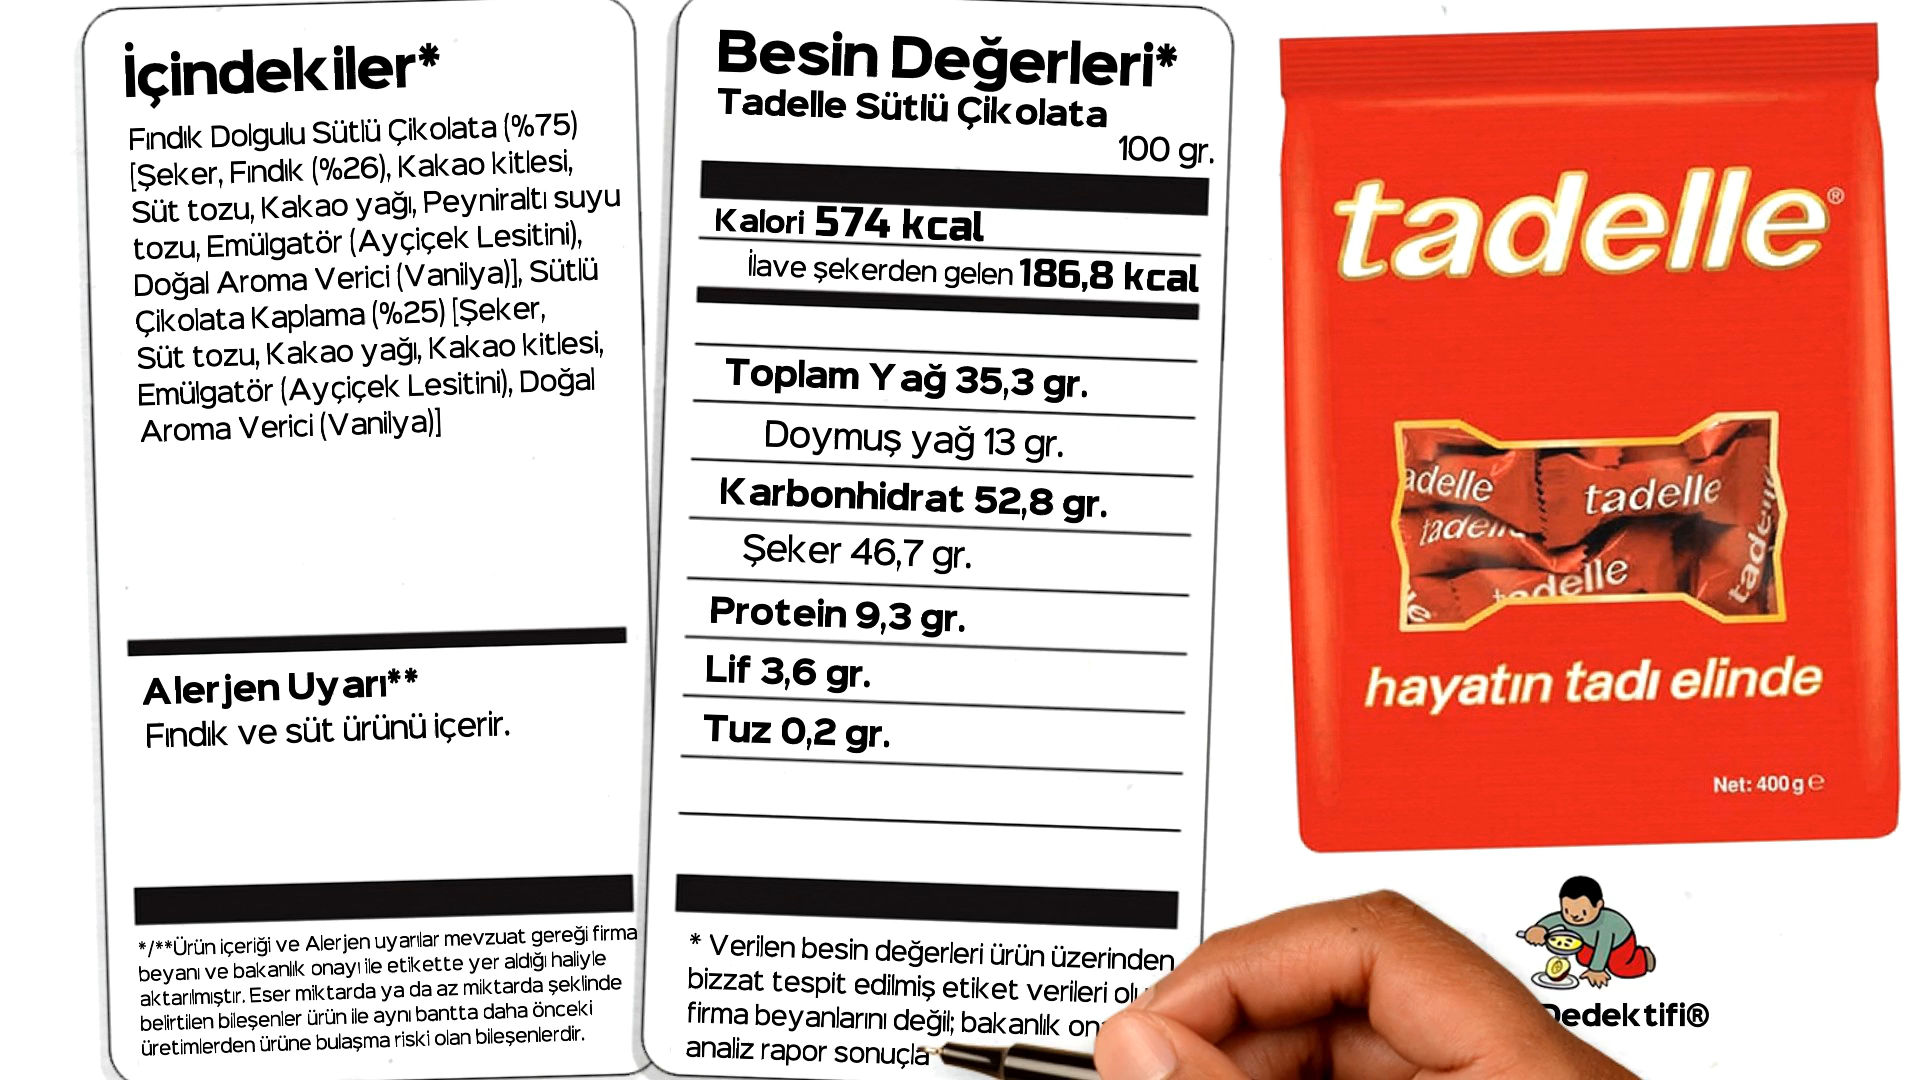 İçindekiler*
Fındık Dolgulu Sütlü Çikolata (%75)
[Şeker, Fındık (%26), Kakao kitlesi,
Süt tozu, Kakao yağı, Peyniraltı suyu
tozu, Emülgatör (Ayçiçek Lesitini),
Doğal Aroma Verici (Vanilya)], Sütlü
Çikolata Kaplama (%25) [Şeker,
Süt tozu, Kakao yağı, Kakao kitlesi,
Emülgatör (Ayçiçek Lesitini), Doğal
Aroma Verici (Vanilya)]
Alerjen Uyarı**
Fındık ve süt ürünü içerir.
*/**Ürün içeriği ve Alerjen uyarılar mevzuat gereği firma
beyanı ve bakanlık onayı ile etikette yer aldığı haliyle
aktarılmıştır. Eser miktarda ya da az miktarda şeklinde
belirtilen bileşenler ürün ile aynı bantta daha önceki
üretimlerden ürüne bulaşma riski olan bileşenlerdir.
Besin Değerleri*
Tadelle Sütlü Çikolata
100 gr.
Kalori 574 kcal
İlave şekerden gelen 186,8 kcal
Toplam Yağ 35,3 gr.
Doymuş yağ 13 gr.
Karbonhidrat 52,8 gr.
Şeker 46,7 gr.
Protein 9,3 gr.
Lif 3,6 gr.
Tuz 0,2 gr.
* Verilen besin değerleri ürün üzerinden
bizzat tespit edilmiş etiket verileri
firma beyanlarını değil; bakanlık
analiz rapor sonuçla
tadelle®
adelle
tadelle
tadelle
tadelle
hayatın tadı elinde
Net: 400 g ℮
Dedektifi®